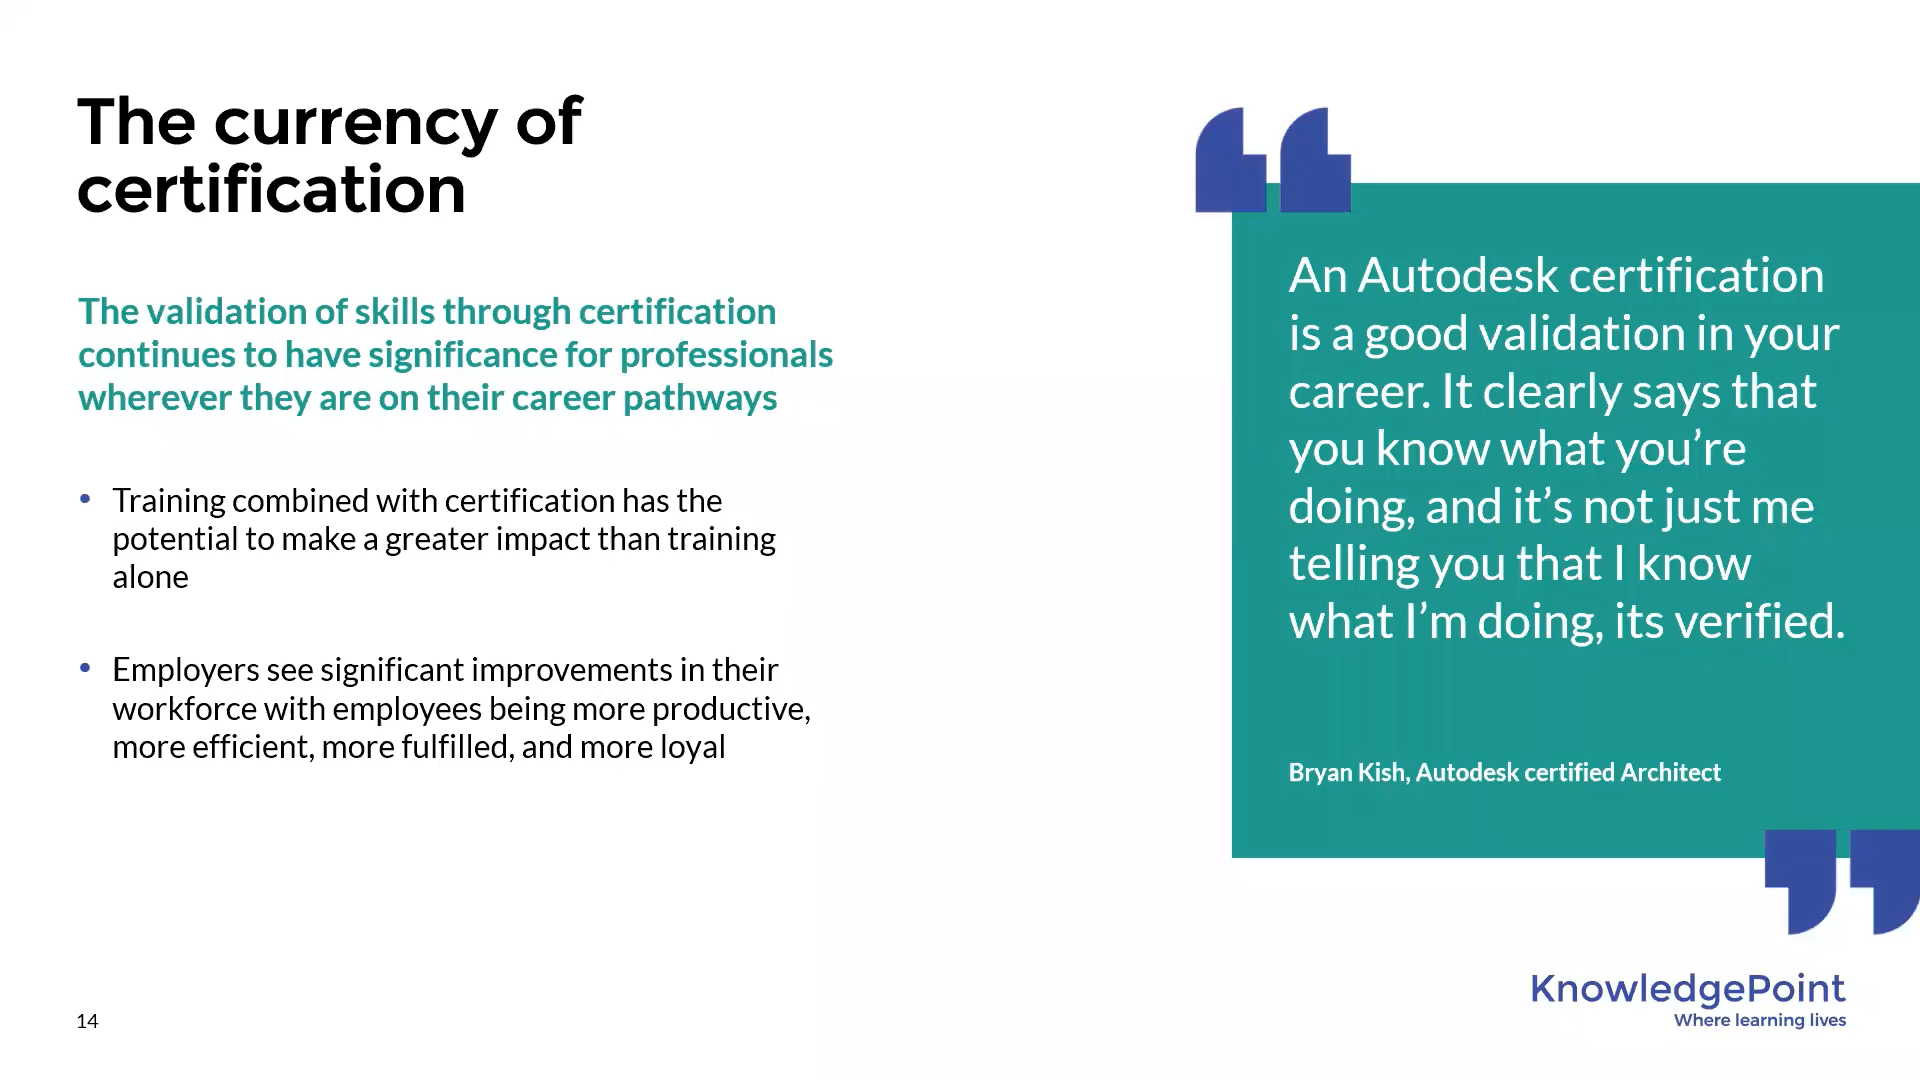 The currency of
certification
The validation of skills through certification
continues to have significance for professionals
wherever they are on their career pathways
• Training combined with certification has the
potential to make a greater impact than training
alone
• Employers see significant improvements in their
workforce with employees being more productive,
more efficient, more fulfilled, and more loyal
An Autodesk certification
is a good validation in your
career. It clearly says that
you know what you’re
doing, and it’s not just me
telling you that I know
what I’m doing, its verified.
Bryan Kish, Autodesk certified Architect
KnowledgePoint
Where learning lives
14